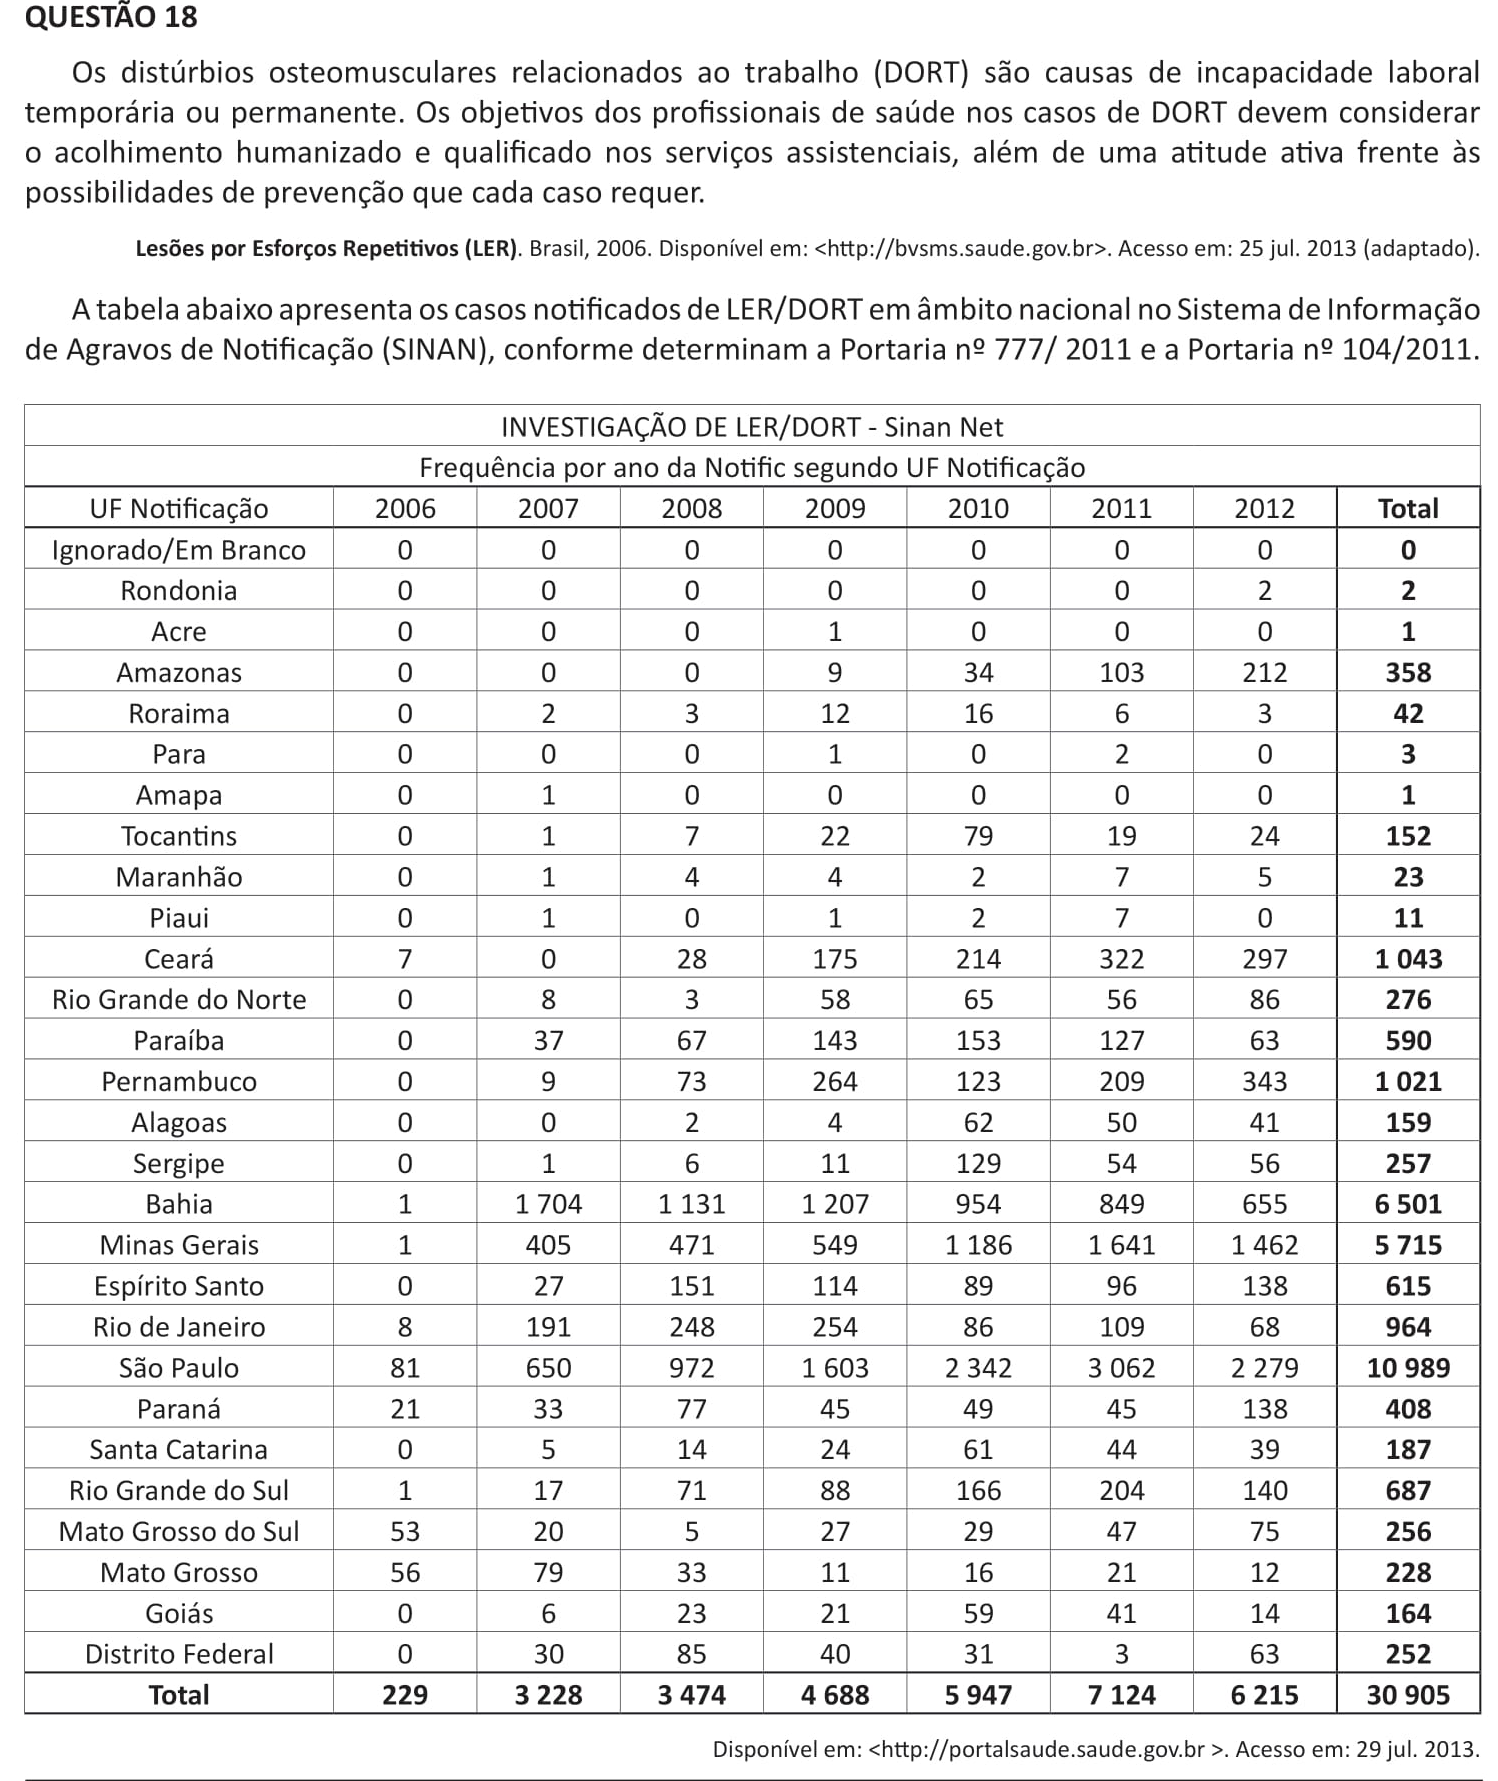 QUESTÃO 18
Os distúrbios osteomusculares relacionados ao trabalho (DORT) são causas de incapacidade laboral
temporária ou permanente. Os objetivos dos profissionais de saúde nos casos de DORT devem considerar
o acolhimento humanizado e qualificado nos serviços assistenciais, além de uma atitude ativa frente às
possibilidades de prevenção que cada caso requer.
Lesões por Esforços Repetitivos (LER). Brasil, 2006. Disponível em: <http://bvsms.saude.gov.br>. Acesso em: 25 jul. 2013 (adaptado).
A tabela abaixo apresenta os casos notificados de LER/DORT em âmbito nacional no Sistema de Informação
de Agravos de Notificação (SINAN), conforme determinam a Portaria nº 777/ 2011 e a Portaria nº 104/2011.
INVESTIGAÇÃO DE LER/DORT - Sinan Net
Frequência por ano da Notific segundo UF Notificação
UF Notificação 2006 2007 2008 2009 2010 2011 2012 Total
Ignorado/Em Branco 0 0 0 0 0 0 0 0
Rondonia 0 0 0 0 0 0 2 2
Acre 0 0 0 1 0 0 0 1
Amazonas 0 0 0 9 34 103 212 358
Roraima 0 2 3 12 16 6 3 42
Para 0 0 0 1 0 2 0 3
Amapa 0 1 0 0 0 0 0 1
Tocantins 0 1 7 22 79 19 24 152
Maranhão 0 1 4 4 2 7 5 23
Piaui 0 1 0 1 2 7 0 11
Ceará 7 0 28 175 214 322 297 1 043
Rio Grande do Norte 0 8 3 58 65 56 86 276
Paraíba 0 37 67 143 153 127 63 590
Pernambuco 0 9 73 264 123 209 343 1 021
Alagoas 0 0 2 4 62 50 41 159
Sergipe 0 1 6 11 129 54 56 257
Bahia 1 1 704 1 131 1 207 954 849 655 6 501
Minas Gerais 1 405 471 549 1 186 1 641 1 462 5 715
Espírito Santo 0 27 151 114 89 96 138 615
Rio de Janeiro 8 191 248 254 86 109 68 964
São Paulo 81 650 972 1 603 2 342 3 062 2 279 10 989
Paraná 21 33 77 45 49 45 138 408
Santa Catarina 0 5 14 24 61 44 39 187
Rio Grande do Sul 1 17 71 88 166 204 140 687
Mato Grosso do Sul 53 20 5 27 29 47 75 256
Mato Grosso 56 79 33 11 16 21 12 228
Goiás 0 6 23 21 59 41 14 164
Distrito Federal 0 30 85 40 31 3 63 252
Total 229 3 228 3 474 4 688 5 947 7 124 6 215 30 905
Disponível em: <http://portalsaude.saude.gov.br >. Acesso em: 29 jul. 2013.